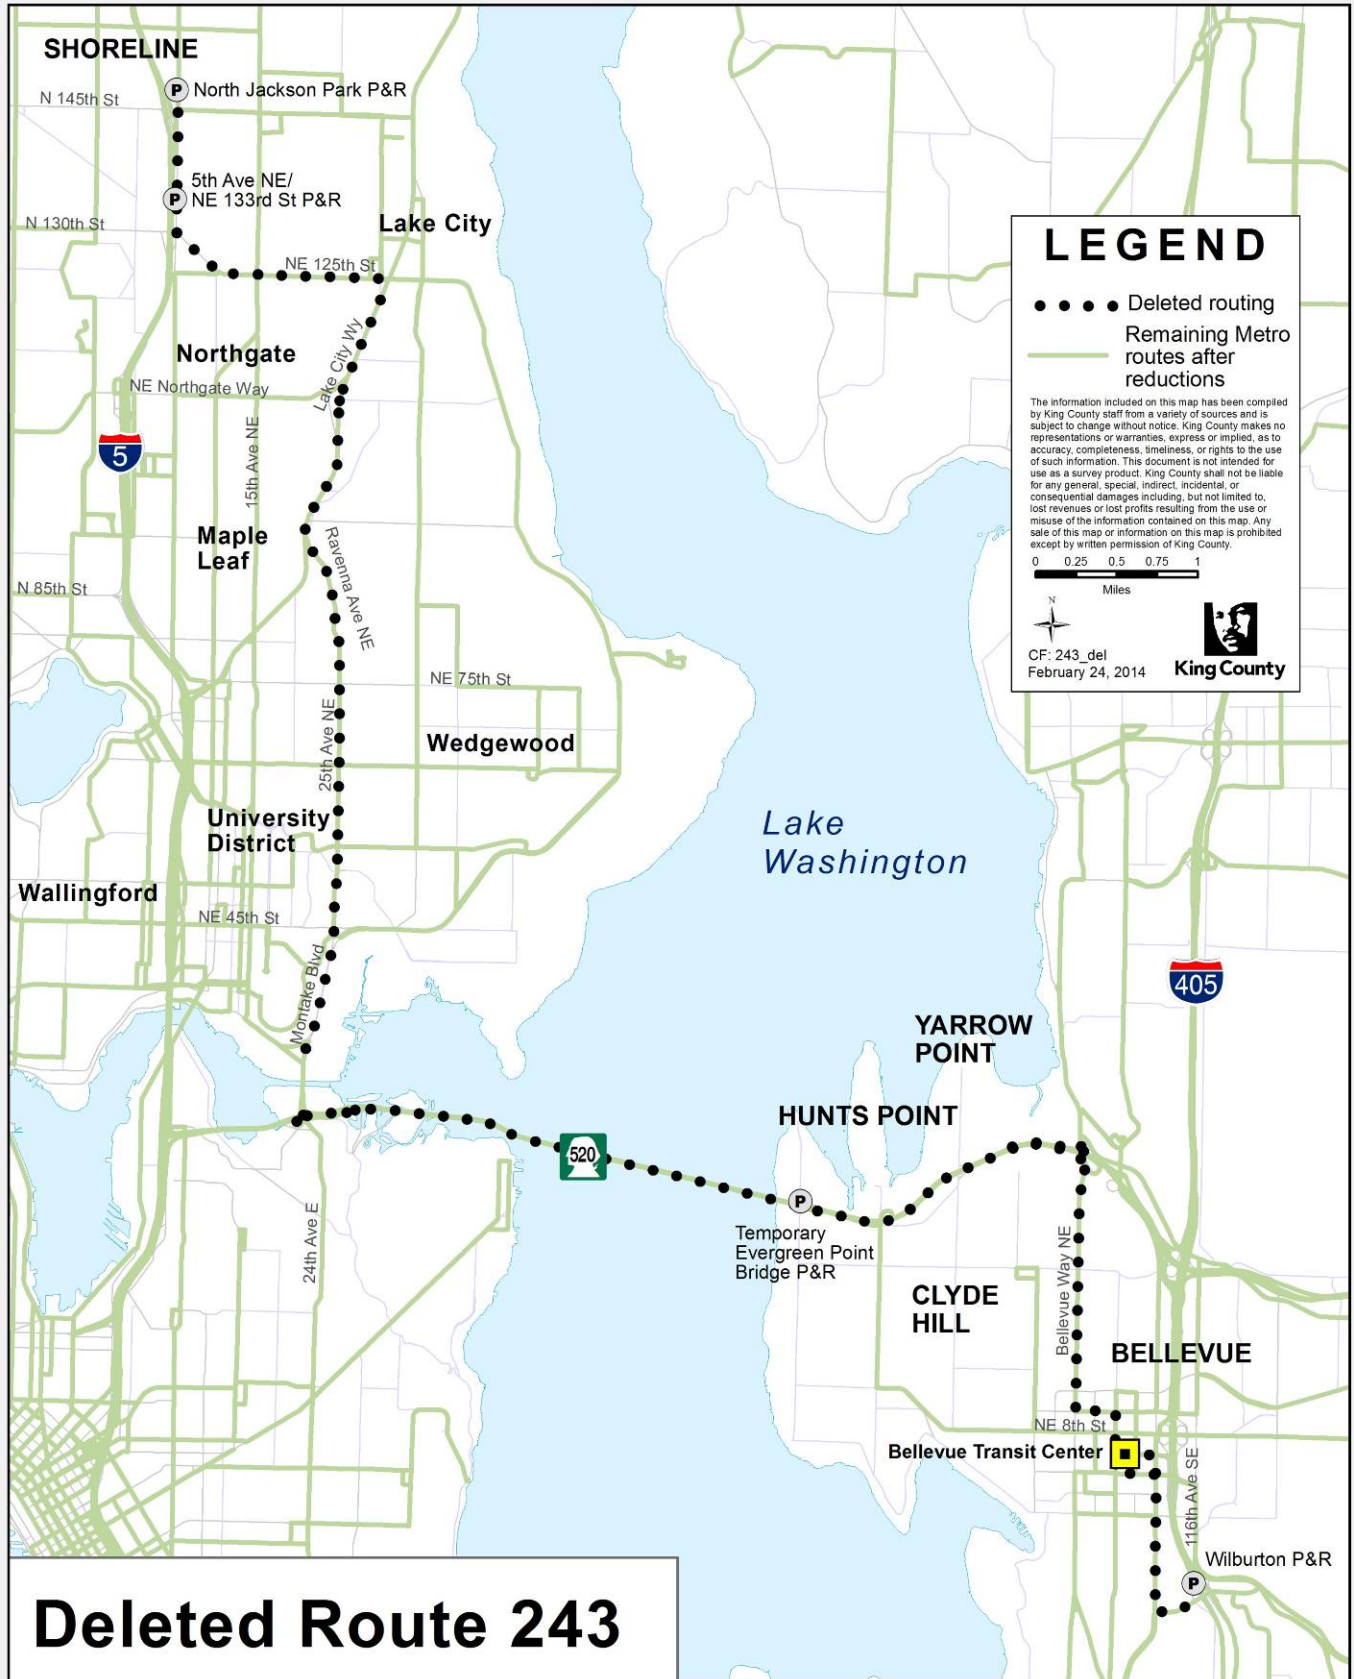 SHORELINE
North Jackson Park P&R
N 145th St
5th Ave NE/
NE 133rd St P&R
N 130th St
Lake City
NE 125th St
Northgate
Lake City Wy
NE Northgate Way
5
15th Ave NE
Maple
Leaf
Ravenna Ave NE
N 85th St
NE 75th St
25th Ave NE
Wedgewood
University
District
Lake
Washington
Wallingford
NE 45th St
Montake Blvd
405
YARROW
POINT
HUNTS POINT
520
P
Temporary
Evergreen Point
Bridge P&R
24th Ave E
Bellevue Way NE
CLYDE
HILL
BELLEVUE
NE 8th St
Bellevue Transit Center
116th Ave SE
Wilburton P&R
P
LEGEND
Deleted routing
Remaining Metro
routes after
reductions
The information included on this map has been compiled
by King County staff from a variety of sources and is
subject to change without notice. King County makes no
representations or warranties, express or implied, as to
accuracy, completeness, timeliness, or rights to the use
of such information. This document is not intended for
use as a survey product. King County shall not be liable
for any general, special, indirect, incidental, or
consequential damages including, but not limited to,
lost revenues or lost profits resulting from the use or
misuse of the information contained on this map. Any
sale of this map or information on this map is prohibited
except by written permission of King County.
0 0.25 0.5 0.75 1
Miles
N
CF: 243_del
February 24, 2014
King County
Deleted Route 243